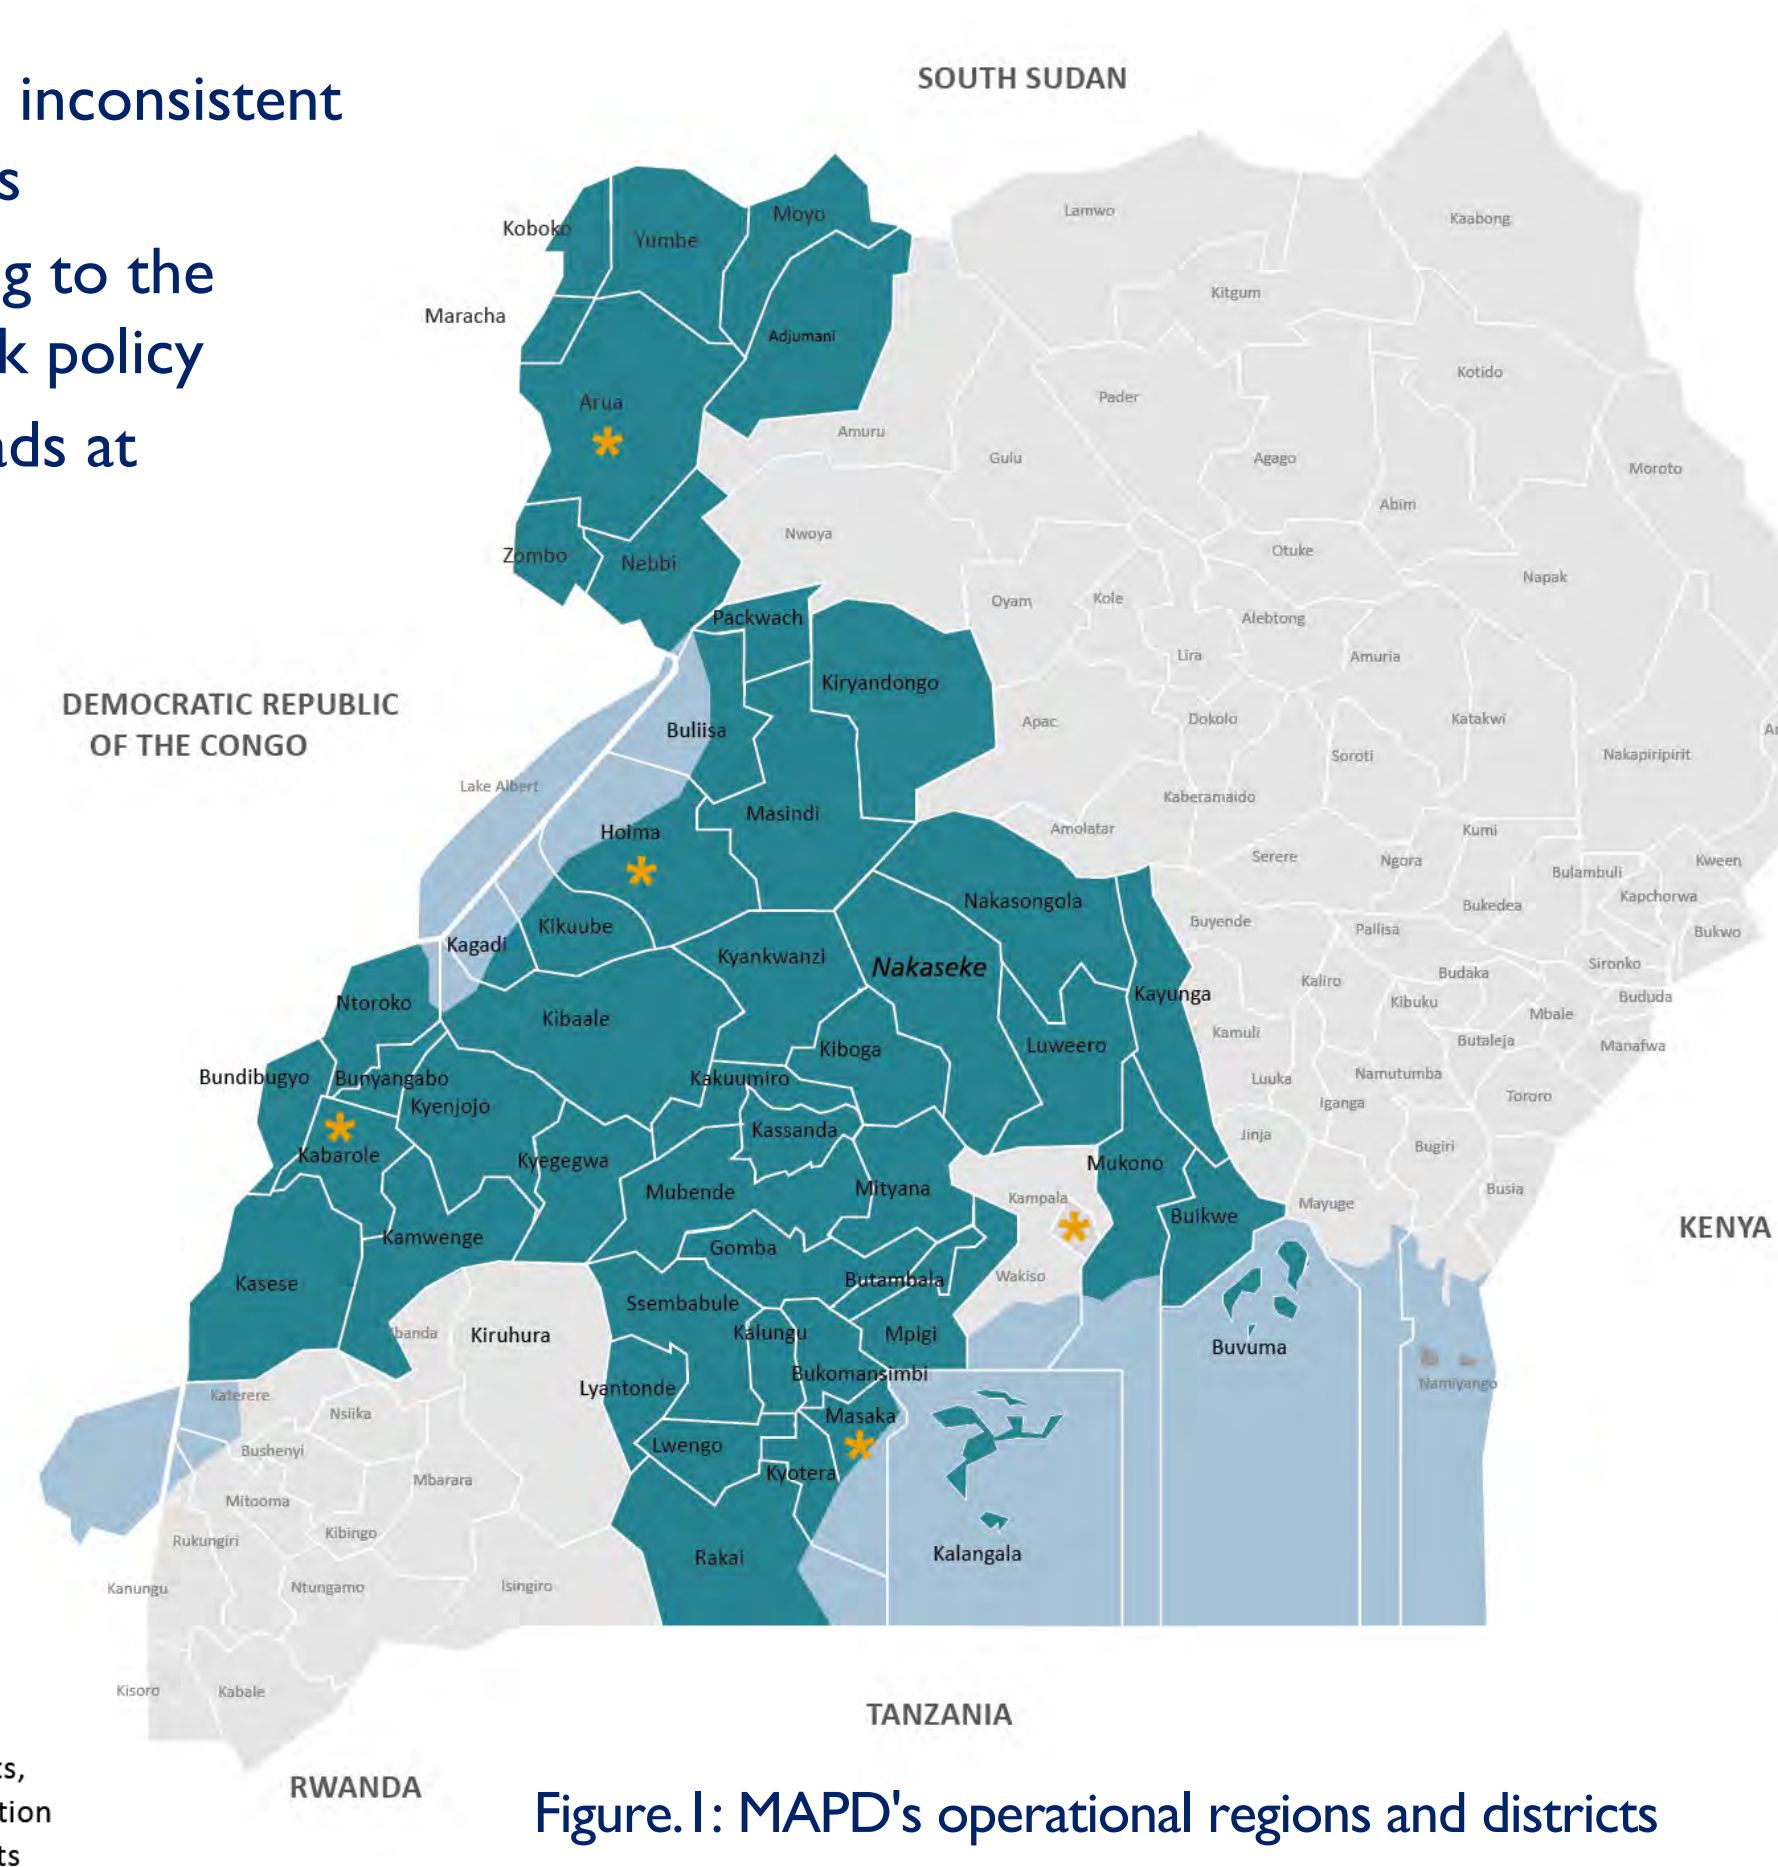 inconsistent
s
g to the
k policy
ads at
SOUTH SUDAN
Koboko
Yumbe
Moyo
Lamwo
Kaabong
Maracha
Adjumani
Kitgum
Arua
Amuru
Gulu
Pader
Agago
Kotido
Moroto
Abim
Zombo
Nebbi
Nwoya
Otuke
Napak
Packwach
Oyam
Kole
Alebtong
Lira
Amuria
DEMOCRATIC REPUBLIC
OF THE CONGO
Kiryandongo
Buliisa
Apac
Dokolo
Katakwi
Soroti
Nakapiripirit
Lake Albert
Masindi
Kaberamaido
Hoima
Amolatar
Kumi
Serere
Ngora
Bulambuli
Kween
Kapchorwa
Nakasongola
Bukedea
Kikuube
Kagadi
Kyankwanzi
Nakaseke
Buyende
Pallisa
Bukwo
Sironko
Ntoroko
Kibaale
Kayunga
Kaliro
Budaka
Kibuku
Bududa
Mbale
Kiboga
Luweero
Kamuli
Butaleja
Manafwa
Bundibugyo
Bunyangabo
Kakuumiro
Luuka
Namutumba
Kyenjojo
Iganga
Tororo
Kabarole
Kyegegwa
Kassanda
Mukono
Jinja
Bugiri
Mubende
Mityana
Kampala
Buikwe
Mayuge
Busia
KENYA
Kamwenge
Gomba
Kasese
Butambala
Wakiso
Ssembabule
Kiruhura
Kalungu
Mpigi
Buvuma
banda
Bukomansimbi
Namiyango
Katerere
Lyantonde
Nsiika
Masaka
Bushenyi
Lwengo
Kyotera
Mbarara
Mitooma
Kibingo
Rukungiri
Rakai
Kalangala
Kanungu
Ntungamo
Isingiro
Kisoro
Kabale
TANZANIA
RWANDA
ts,
tion
ts
Figure.1: MAPD's operational regions and districts